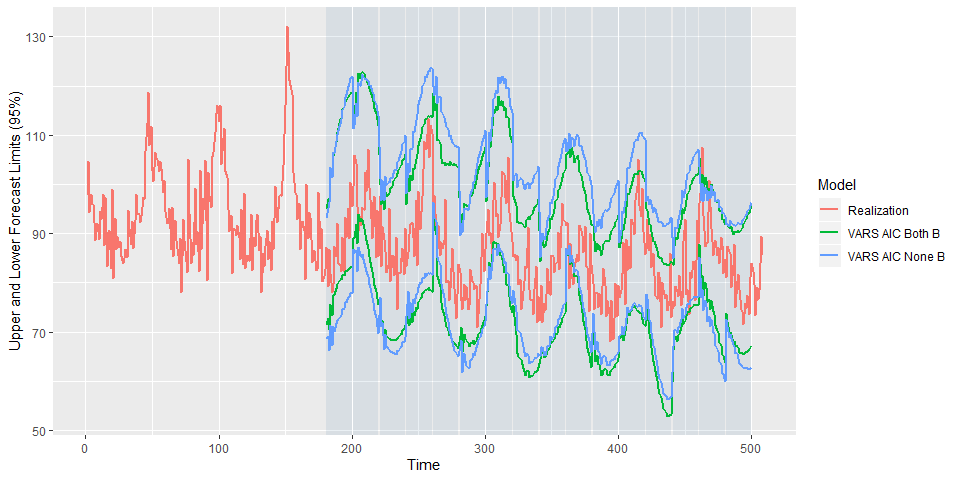 Upper and Lower Forecast Limits (95%)
130
110
90
70
50
0
100
200
300
400
500
Time
Model
Realization
VARS AIC Both B
VARS AIC None B